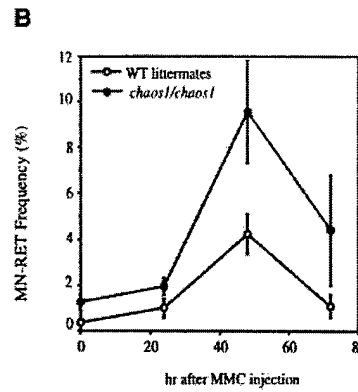 B
12
10
8
6
4
2
0
WT littermates
chaos1/chaos1
MN-RET Frequency (%)
0 20 40 60 80
hr after MMC injection